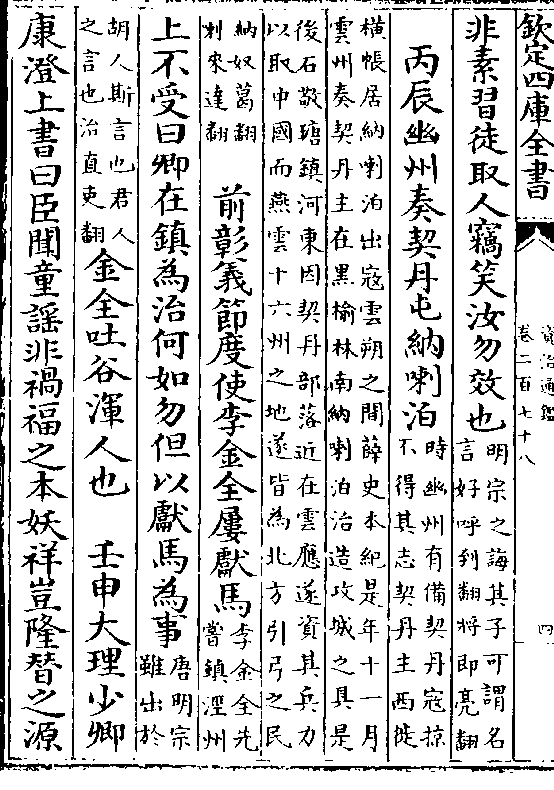 欽定四庫全書
資治通鑑
卷二百七十八
四
非素習徒取人竊笑汝勿效也明宗之誨其子可謂名
言好呼到翻將即亮翻
丙辰幽州奏契丹屯納喇泊時幽州有備契丹寇掠
不得其志契丹主西徙
橫帳居納喇泊出寇雲朔之間薛史本紀是年十一月
雲州奏契丹主在黑榆林南納喇泊治造攻城之具是
後石敬瑭鎮河東因契丹部落近在雲應遂資其兵力
以取中國而燕雲十六州之地遂皆為北方引弓之民
納奴葛翻
喇來達翻
前彰義節度使李金全屢獻馬李金全先
嘗鎮涇州
上不受曰卿在鎮為治何如勿但以獻馬為事唐明宗
雖出於
胡人斯言也君人
之言也治直吏翻
金全吐谷渾人也 壬申大理少卿
康澄上書曰臣聞童謠非禍福之本妖祥豈隆替之源